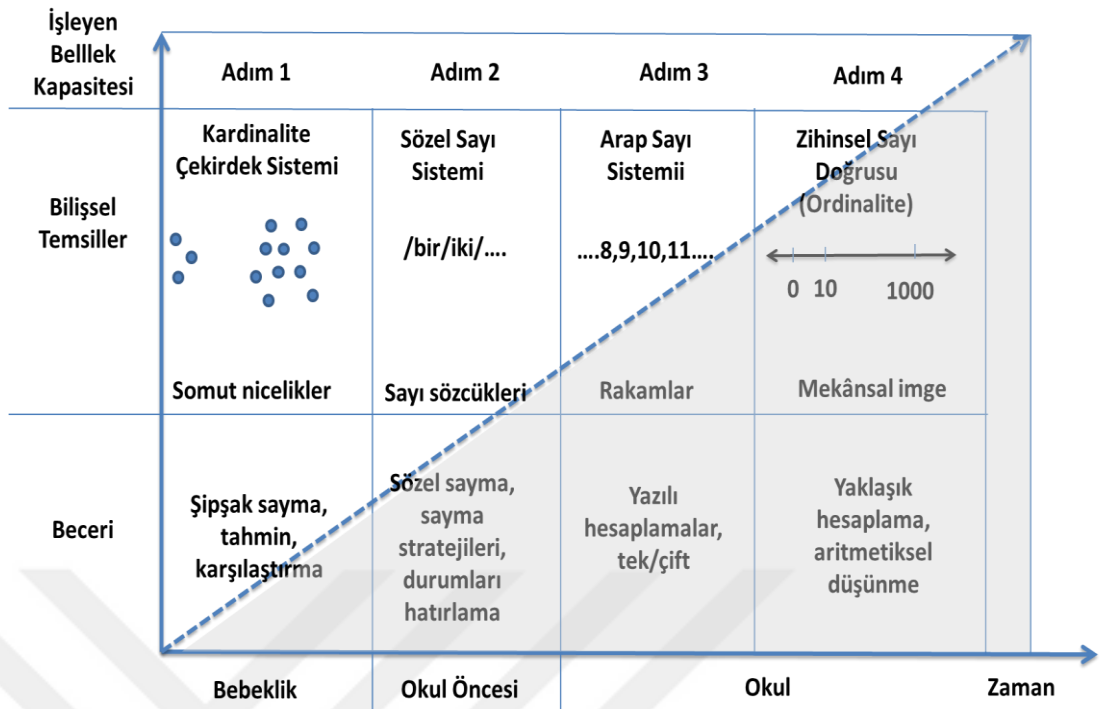 İşleyen
Belllek
Kapasitesi
Adım 1
Adım 2
Adım 3
Adım 4
Bilişsel
Temsiller
Kardinalite
Çekirdek Sistemi
Somut nicelikler
Sözel Sayı
Sistemi
/bir/iki/....
Sayı sözcükleri
Arap Sayı
Sistemii
....8,9,10,11....
Rakamlar
Zihinsel Sayı
Doğrusu
(Ordinalite)
0 10 1000
Mekânsal imge
Beceri
Şipşak sayma,
tahmin,
karşılaştırma
Sözel sayma,
sayma
stratejileri,
durumları
hatırlama
Yazılı
hesaplamalar,
tek/çift
Yaklaşık
hesaplama,
aritmetiksel
düşünme
Bebeklik
Okul Öncesi
Okul
Zaman